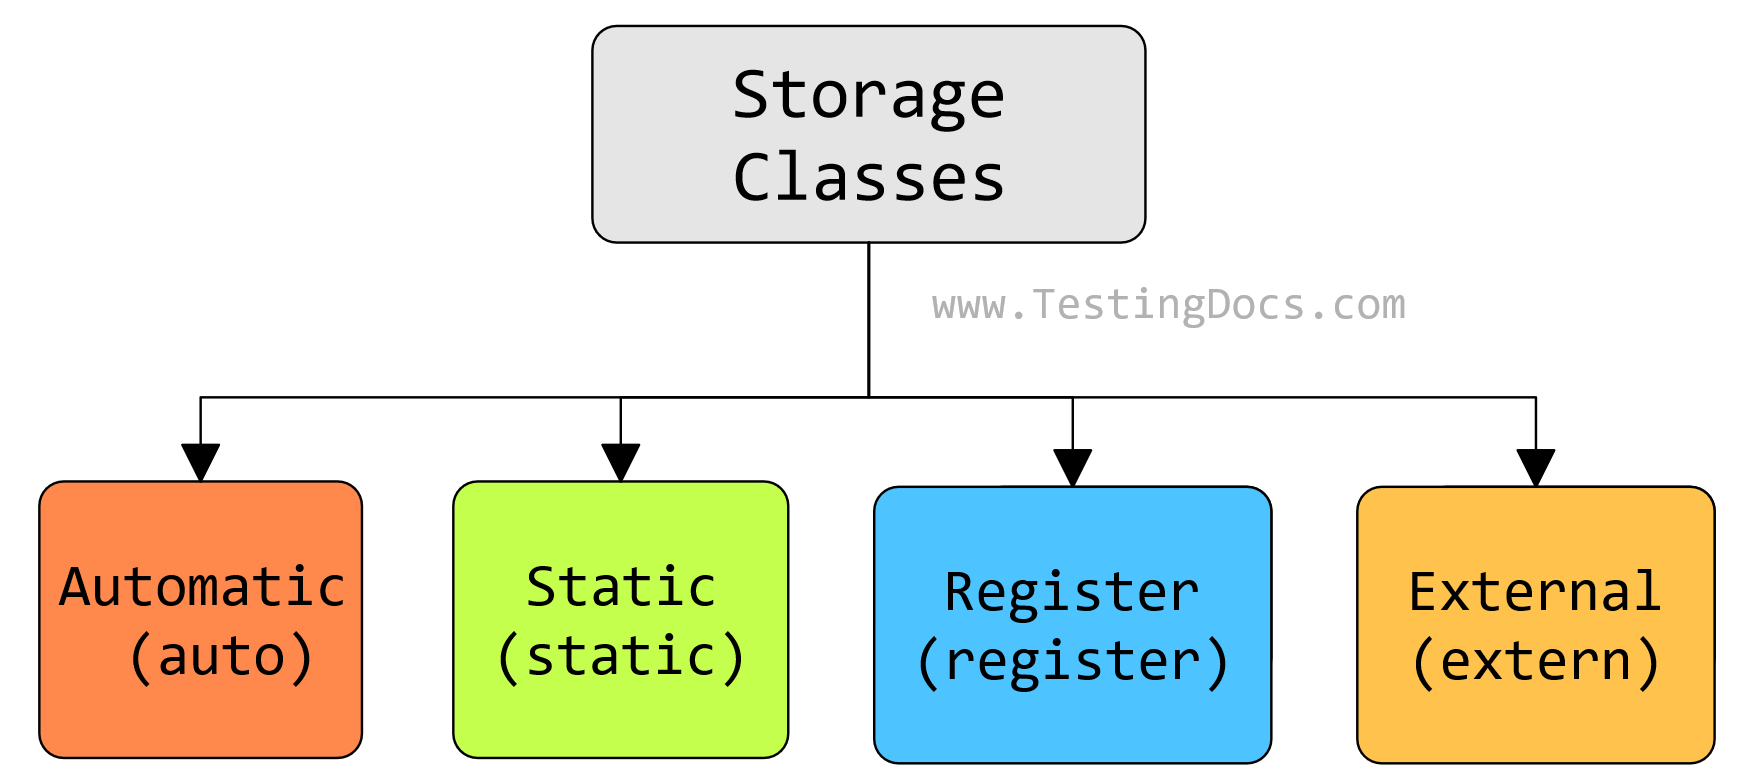 Storage
Classes
www.TestingDocs.com
Automatic
(auto)
Static
(static)
Register
(register)
External
(extern)